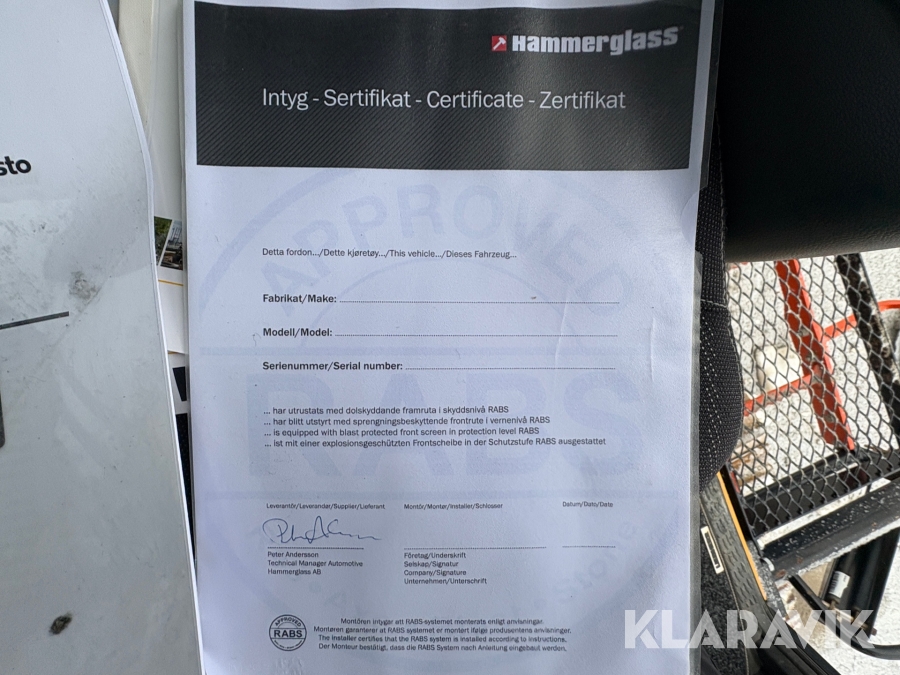 sto
Hammerglass
Intyg - Sertifikat - Certificate - Zertifikat
APPROVED
RABS
Detta fordon.../Dette kjøretøy.../This vehicle.../Dieses Fahrzeug...
Fabrikat/Make:
Modell/Model:
Serienummer/Serial number:
RABS
... har utrustats med dolskyddande framruta i skyddsnivå RABS
... har blitt utstyrt med sprengningsbeskyttende frontrute i vernenivå RABS
... is equipped with blast protected front screen in protection level RABS
... ist mit einer explosionsgeschützten Frontscheibe in der Schutzstufe RABS ausgestattet
Leverantör/Leverandør/Supplier/Lieferant Montör/Montør/Installer/Schlosser Datum/Dato/Date
Peter Andersson
Technical Manager Automotive
Hammerglass AB
Företag/Underskrift
Selskap/Signatur
Company/Signature
Unternehmen/Unterschrift
APPROVED
RABS
Montören intygar att RABS-systemet monterats enligt anvisningar.
Montøren garanterer at RABS systemet er montert ifølge produsentens anvisninger.
The installer certifies that the RABS system is installed according to instructions.
Der Monteur bestätigt, dass die RABS System nach Anleitung eingebaut werden.
KLARAVIK